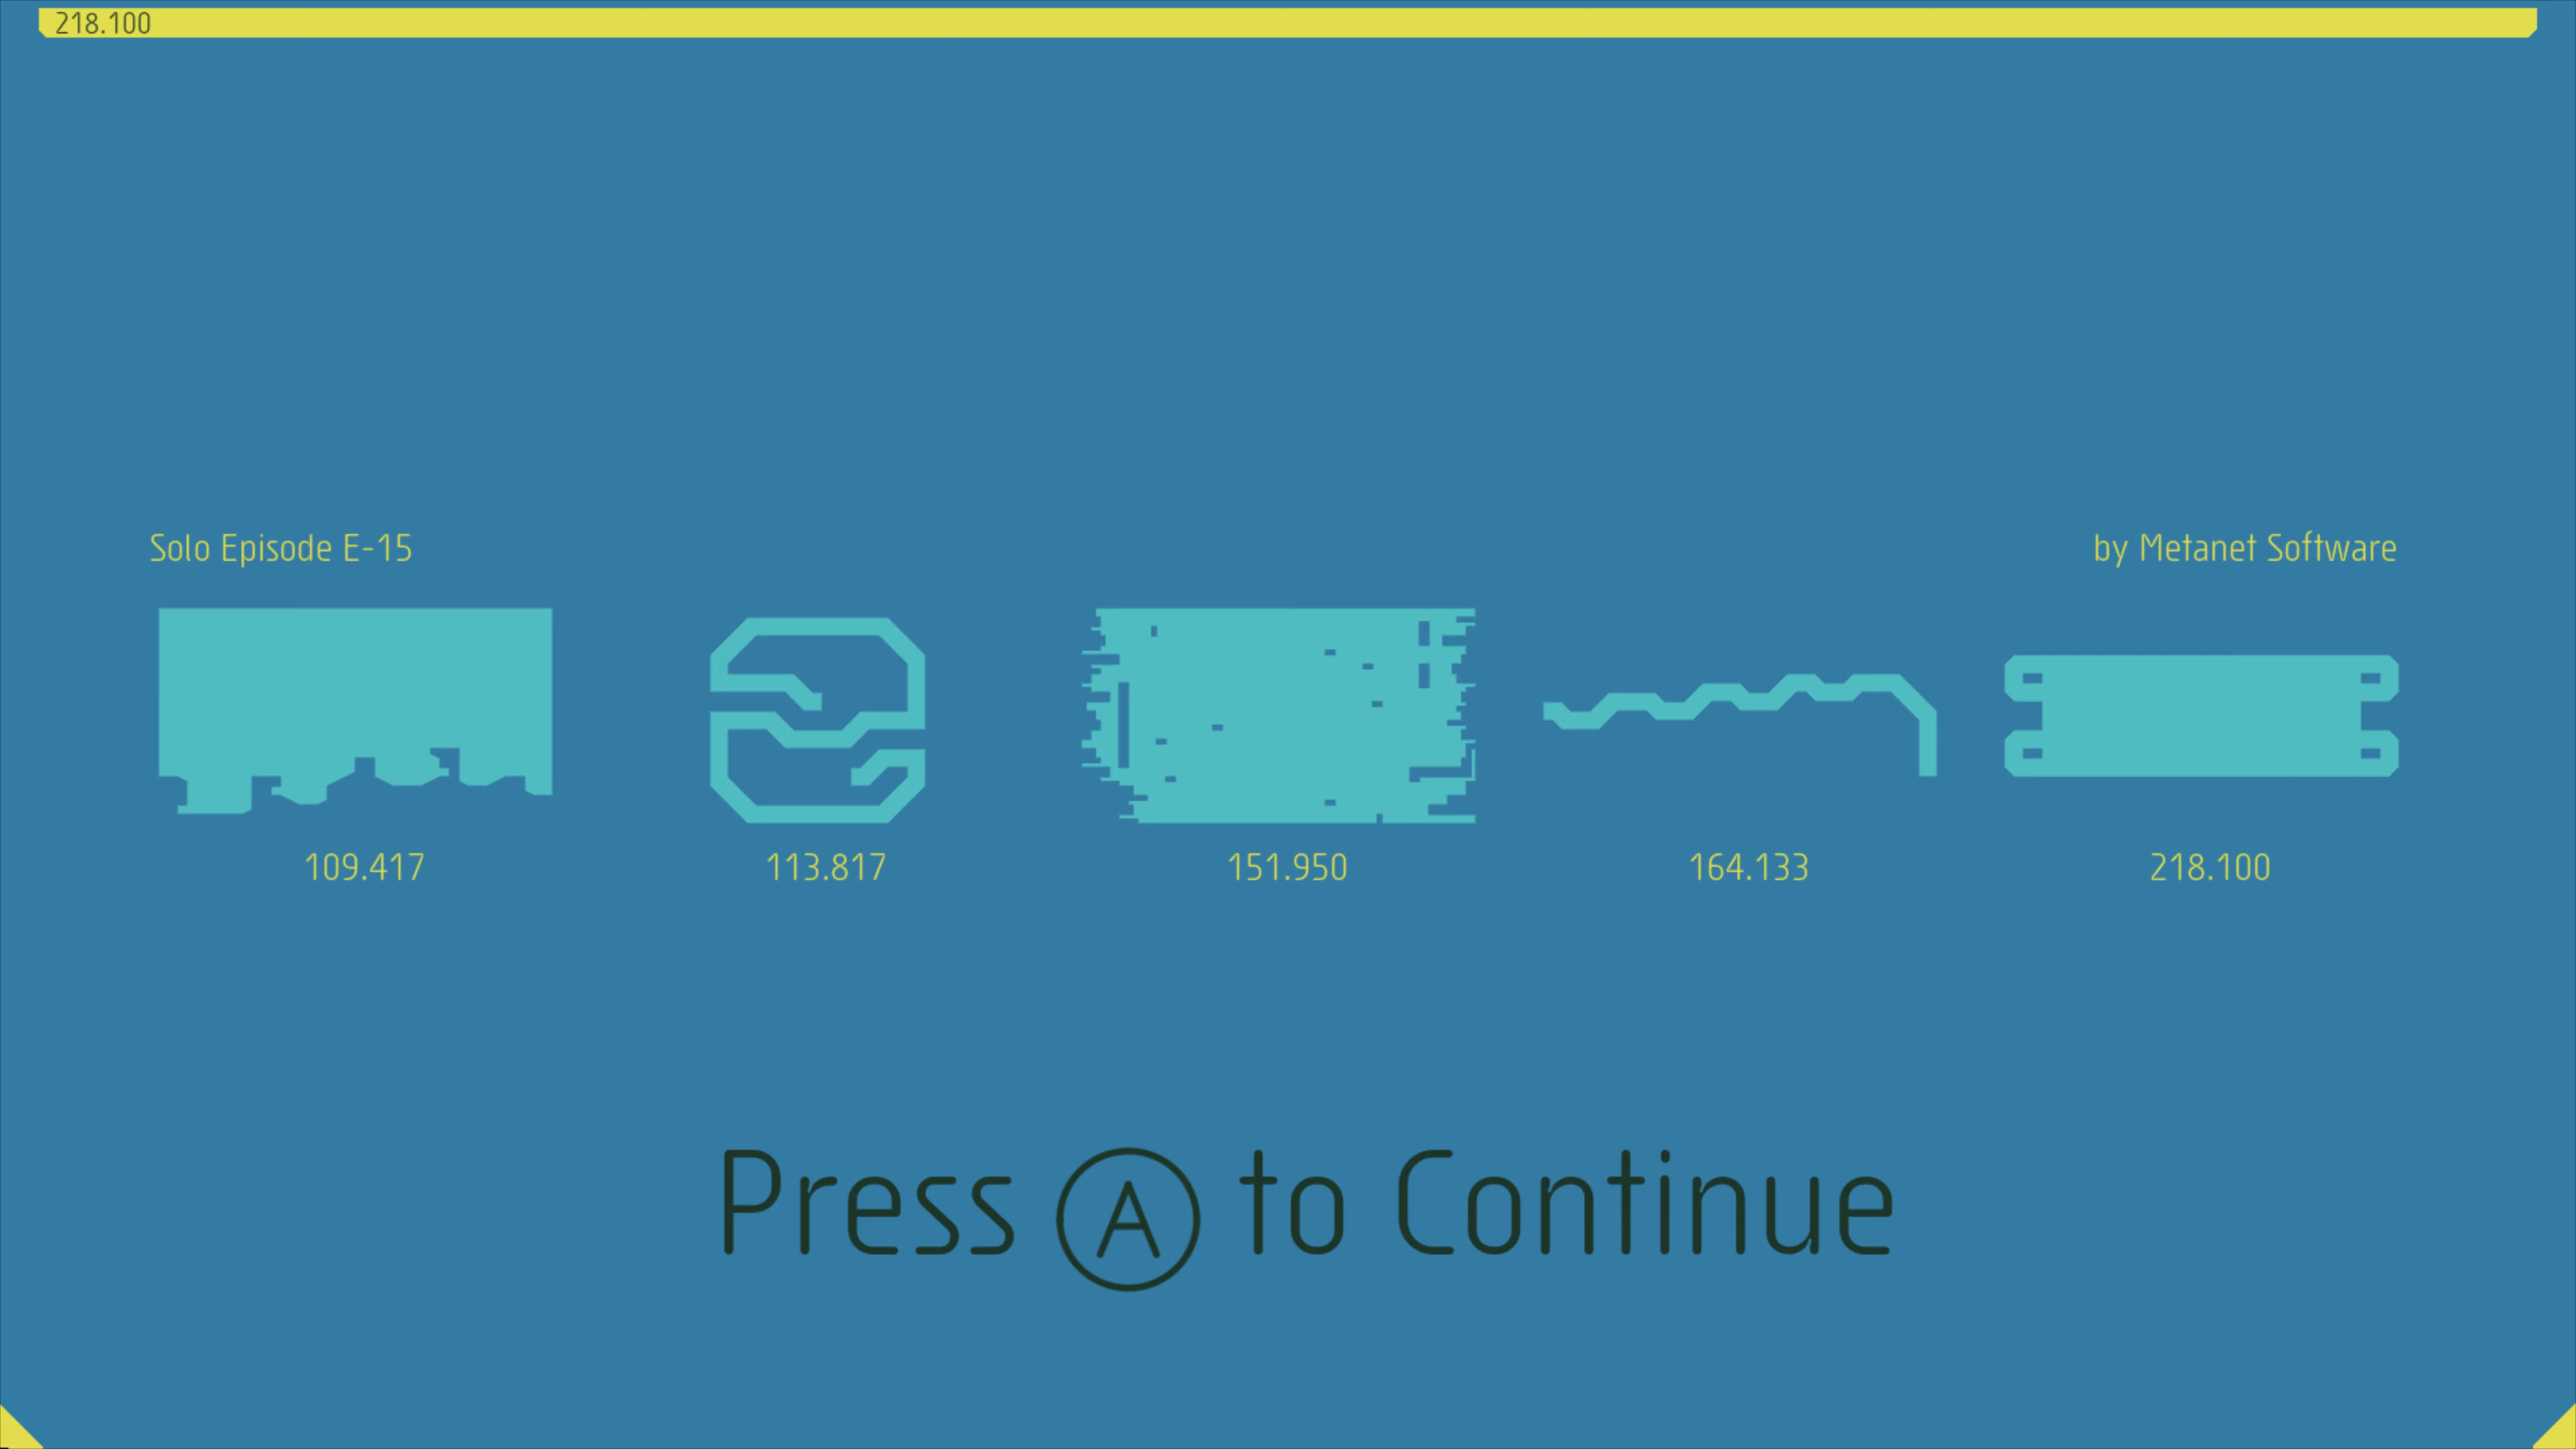 218.100
Solo Episode E-15
by Metanet Software
109.417
113.817
151.950
164.133
218.100
Press A to Continue